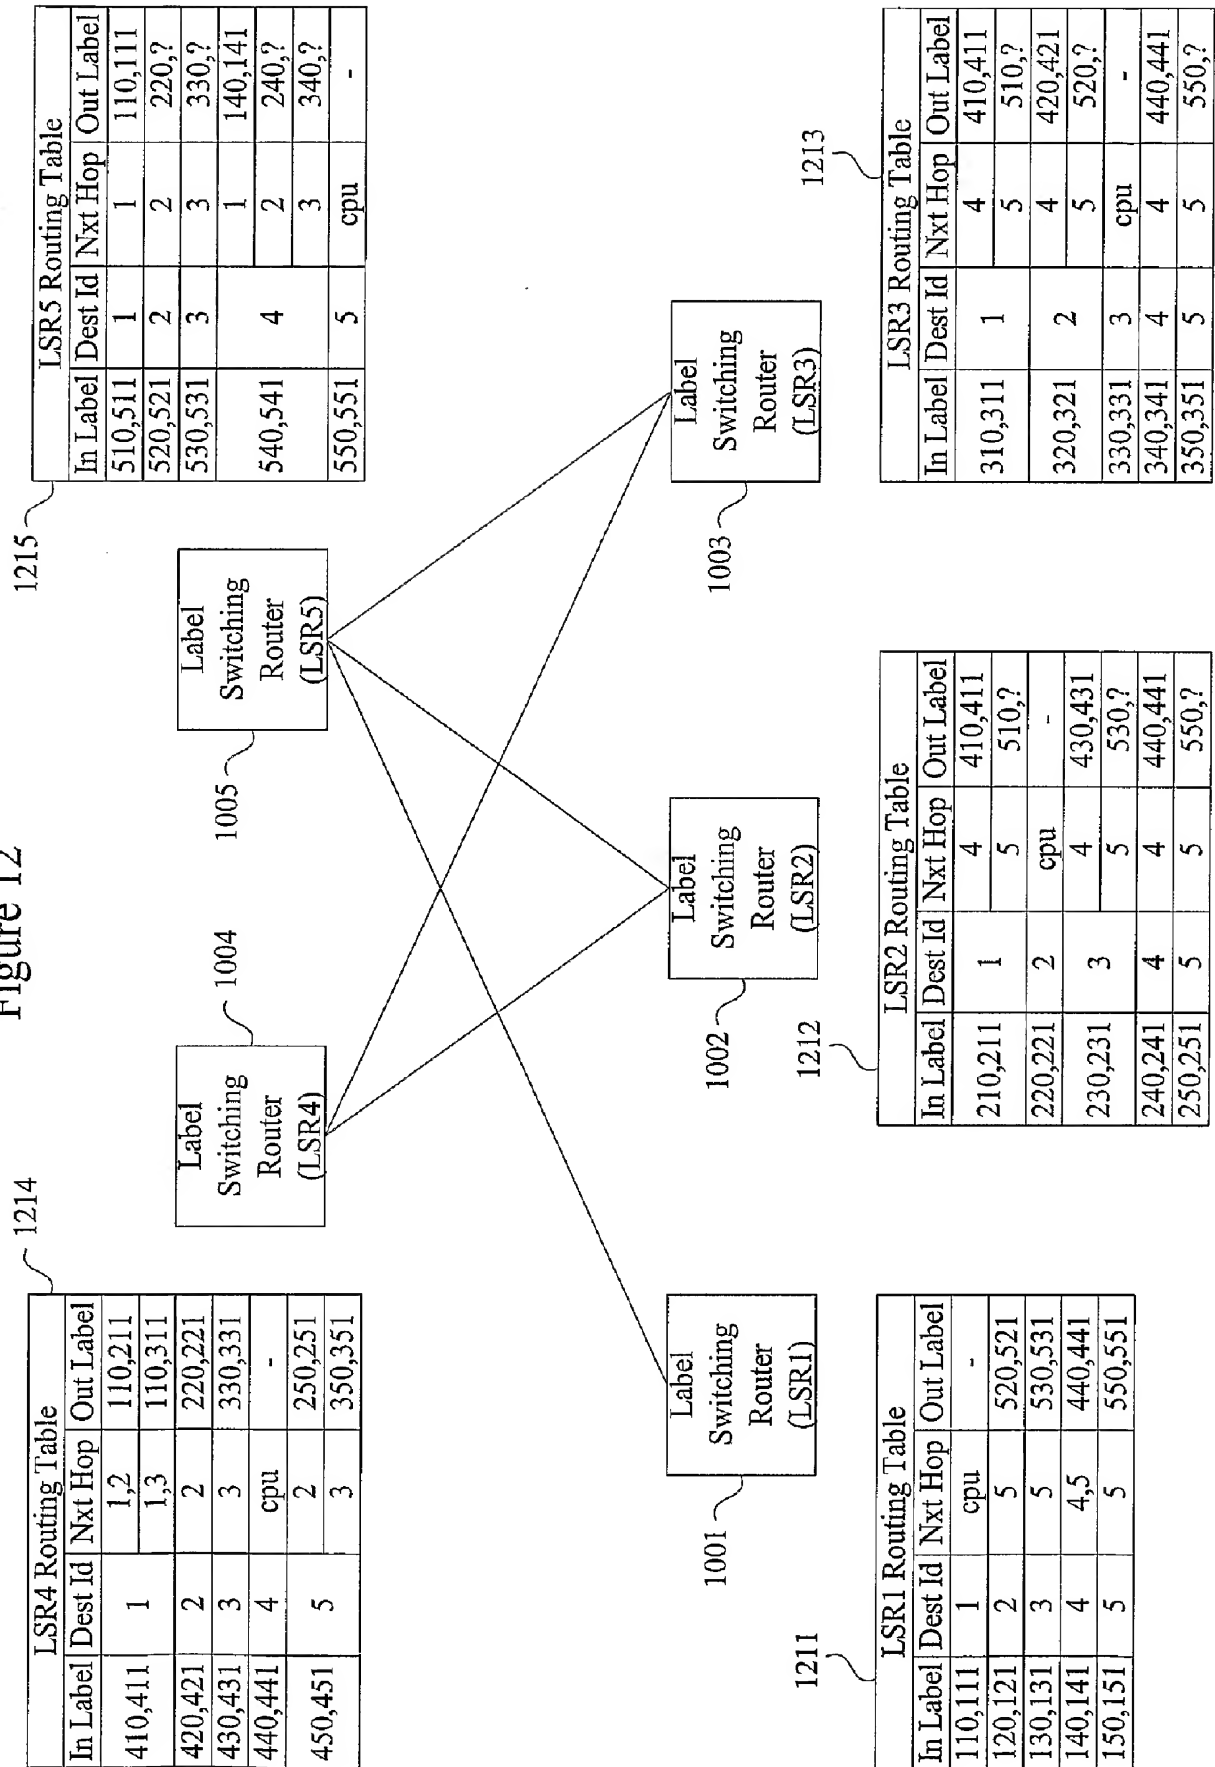 Figure 12
1214
LSR4 Routing Table
In Label Dest Id Nxt Hop Out Label
410,411 1 1,2 110,211
1,3 110,311
420,421 2 2 220,221
430,431 3 3 330,331
440,441 4 cpu -
450,451 5 2 250,251
3 350,351
1215
LSR5 Routing Table
In Label Dest Id Nxt Hop Out Label
510,511 1 1 110,111
520,521 2 2 220,?
530,531 3 3 330,?
540,541 4 1 140,141
2 240,?
3 340,?
550,551 5 cpu -
1004
Label
Switching
Router
(LSR4)
1005
Label
Switching
Router
(LSR5)
1001
Label
Switching
Router
(LSR1)
1002
Label
Switching
Router
(LSR2)
1003
Label
Switching
Router
(LSR3)
1211
LSR1 Routing Table
In Label Dest Id Nxt Hop Out Label
110,111 1 cpu -
120,121 2 5 520,521
130,131 3 5 530,531
140,141 4 4,5 440,441
150,151 5 5 550,551
1212
LSR2 Routing Table
In Label Dest Id Nxt Hop Out Label
210,211 1 4 410,411
5 510,?
220,221 2 cpu -
230,231 3 4 430,431
5 530,?
240,241 4 4 440,441
250,251 5 5 550,?
1213
LSR3 Routing Table
In Label Dest Id Nxt Hop Out Label
310,311 1 4 410,411
5 510,?
320,321 2 4 420,421
5 520,?
330,331 3 cpu -
340,341 4 4 440,441
350,351 5 5 550,?